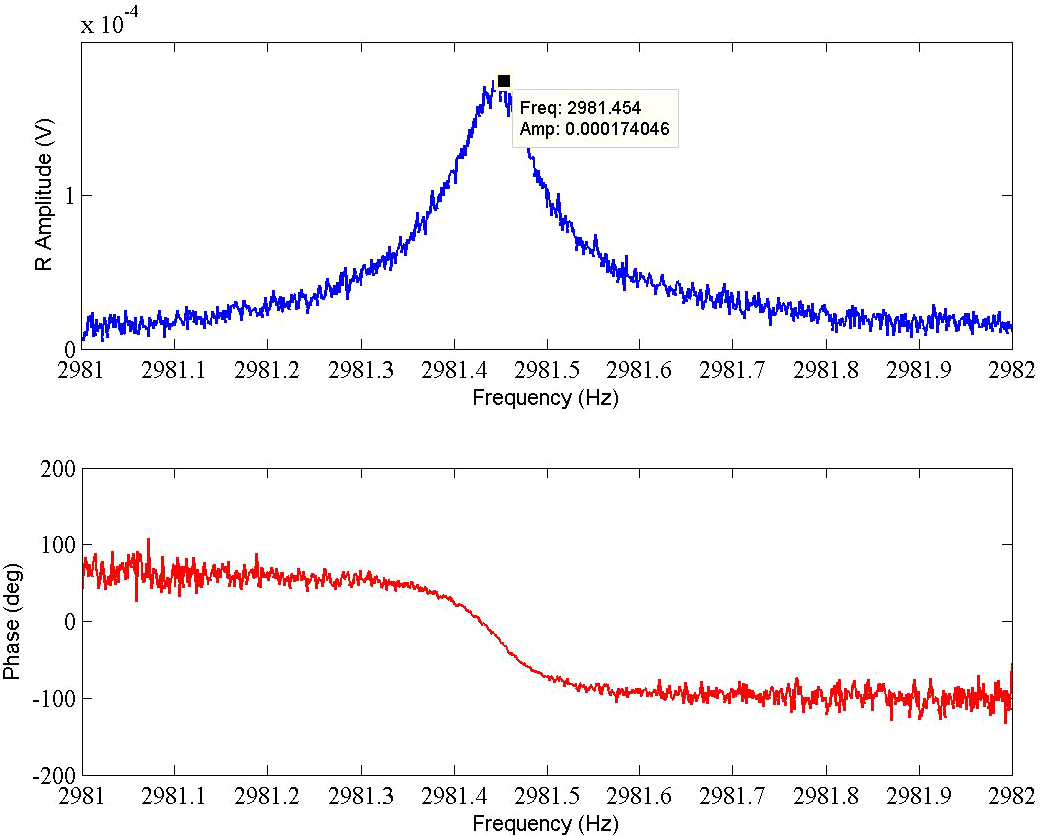 x 10-4
R Amplitude (V)
1
0
Freq: 2981.454
Amp: 0.000174046
2981 2981.1 2981.2 2981.3 2981.4 2981.5 2981.6 2981.7 2981.8 2981.9 2982
Frequency (Hz)
Phase (deg)
200
100
0
-100
-200
2981 2981.1 2981.2 2981.3 2981.4 2981.5 2981.6 2981.7 2981.8 2981.9 2982
Frequency (Hz)